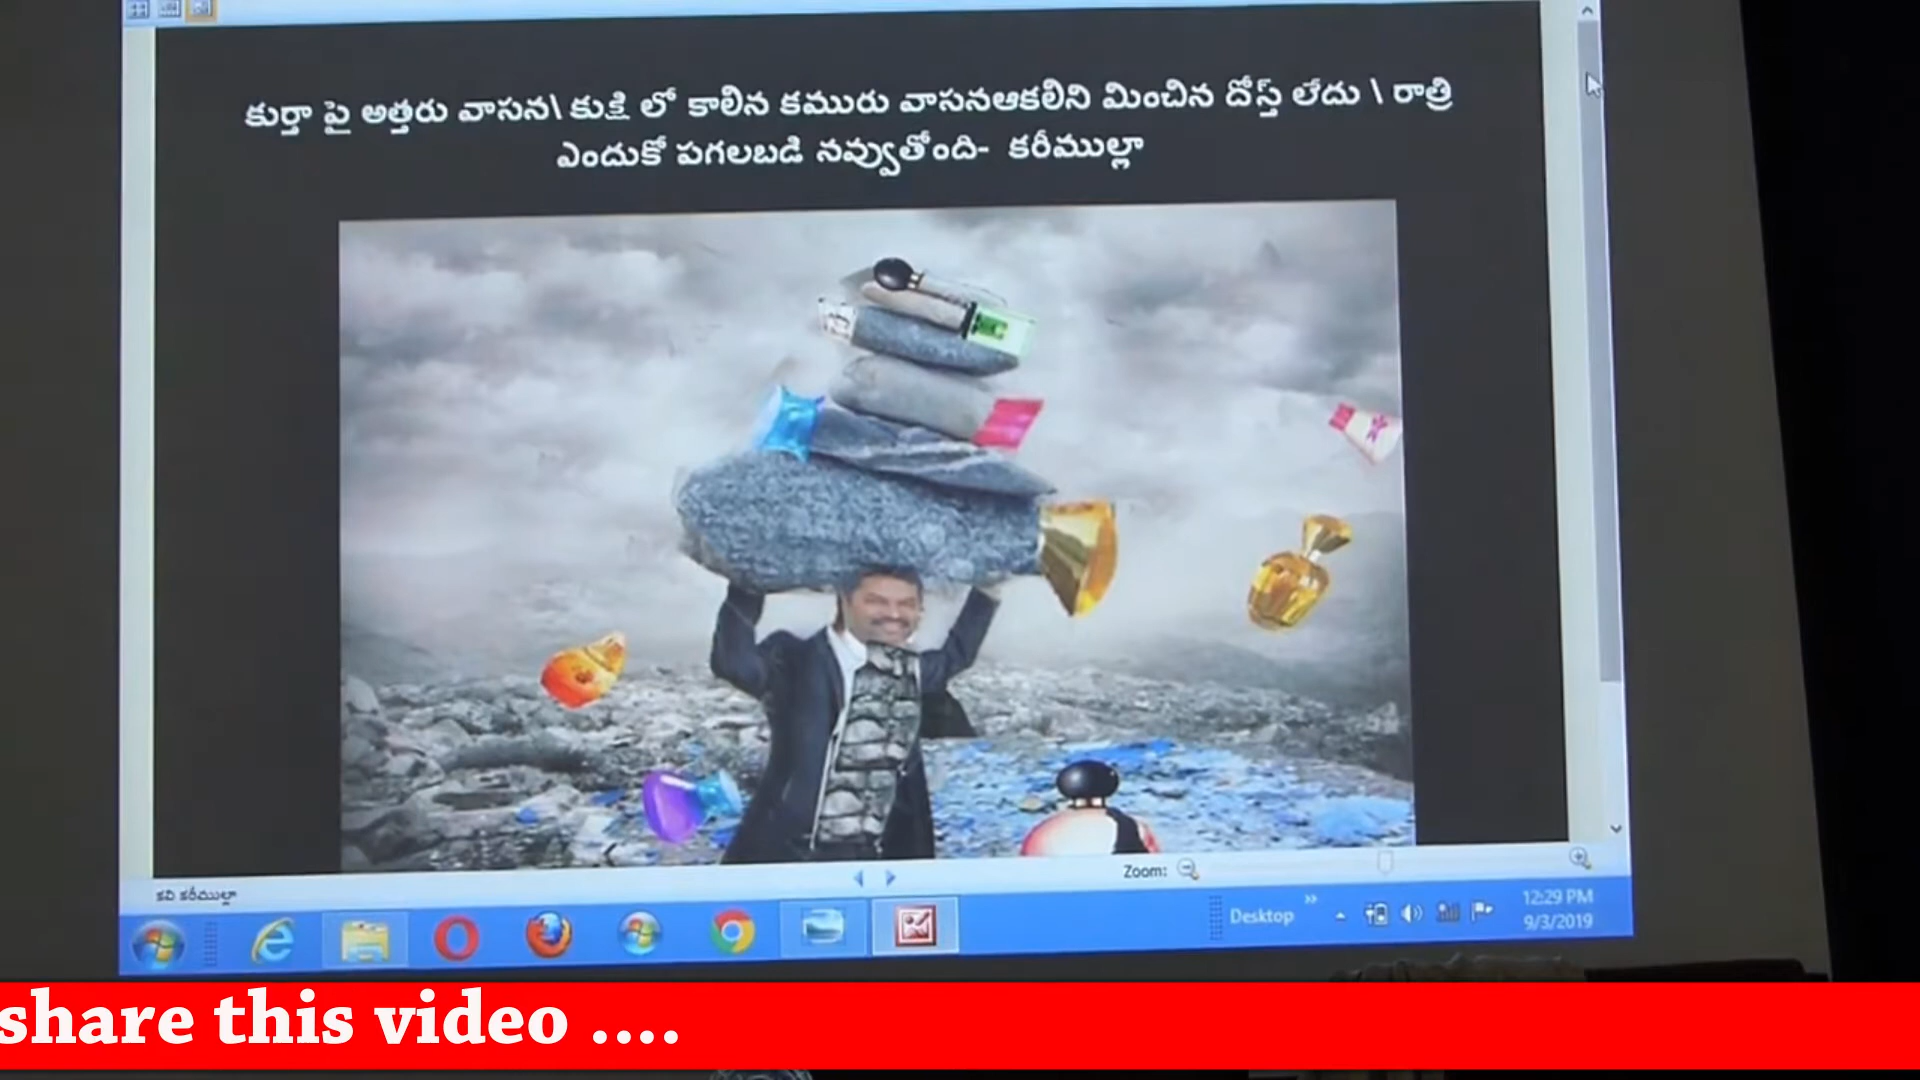 కుర్తా పై అత్తరు వాసన\ కుక్షి లో కాలిన కమురు వాసనఆకలిని మించిన దోస్త్ లేదు \ రాత్రి
ఎందుకో పగలబడి నవ్వుతోంది- కరీముల్లా
Zoom:
కవి కరీముల్లా
Desktop
12:29 PM
9/3/2019
share this video ....